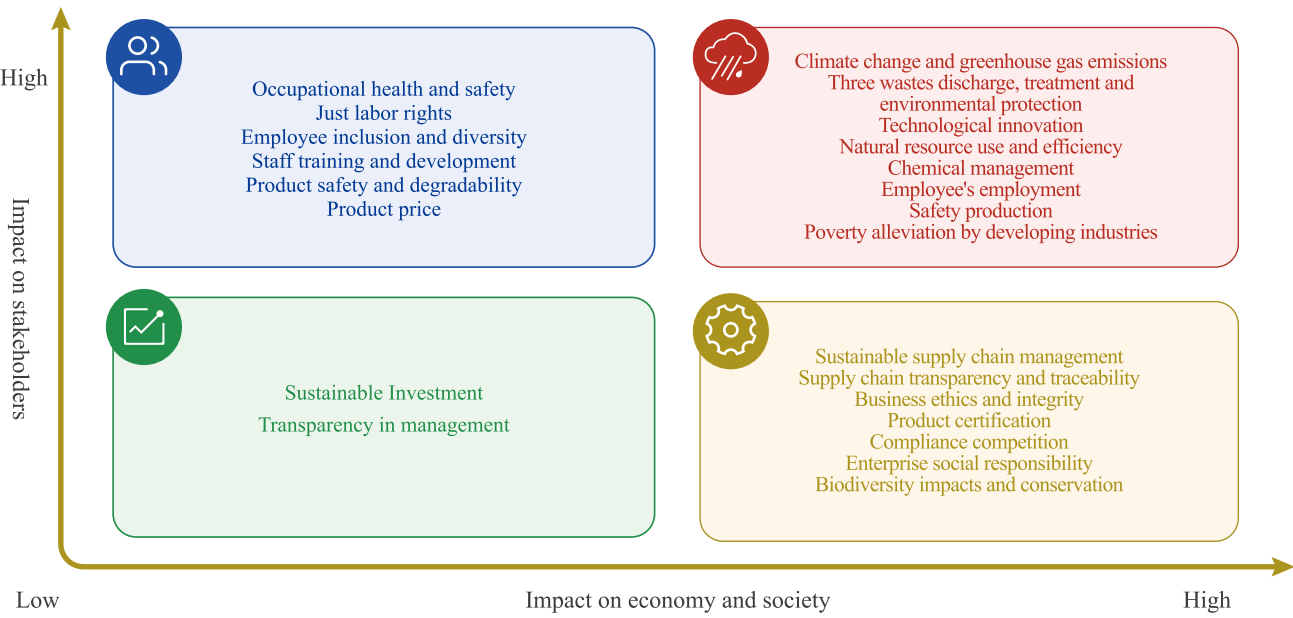 High
Impact on stakeholders
Occupational health and safety
Just labor rights
Employee inclusion and diversity
Staff training and development
Product safety and degradability
Product price
Climate change and greenhouse gas emissions
Three wastes discharge, treatment and
environmental protection
Technological innovation
Natural resource use and efficiency
Chemical management
Employee's employment
Safety production
Poverty alleviation by developing industries
Sustainable Investment
Transparency in management
Sustainable supply chain management
Supply chain transparency and traceability
Business ethics and integrity
Product certification
Compliance competition
Enterprise social responsibility
Biodiversity impacts and conservation
Low
Impact on economy and society
High